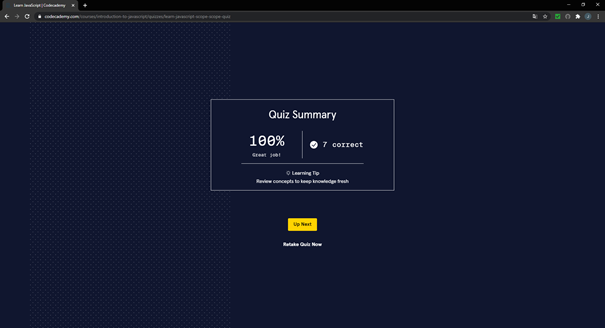 Learn JavaScript | Codecademy
codecademy.com/courses/introduction-to-javascript/quizzes/learn-javascript-scope-scope-quiz
Quiz Summary
100%
Great job!
7 correct
Learning Tip
Review concepts to keep knowledge fresh
Up Next
Retake Quiz Now